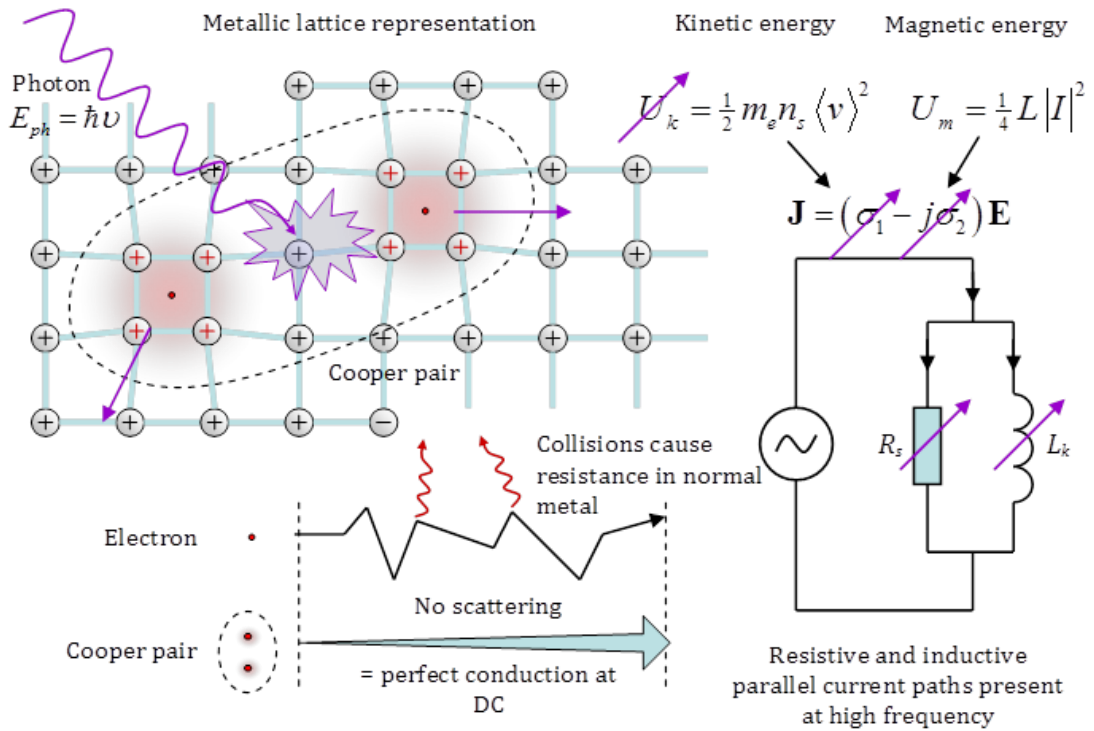 Metallic lattice representation
Kinetic energy
Magnetic energy
Photon
E_ph = ħυ
U_k = ½ m_e n_s ⟨v⟩²
U_m = ¼ L |I|²
J = (σ₁ − jσ₂) E
Cooper pair
Collisions cause
resistance in normal
metal
R_s
L_k
Electron
No scattering
Cooper pair
= perfect conduction at
DC
Resistive and inductive
parallel current paths present
at high frequency